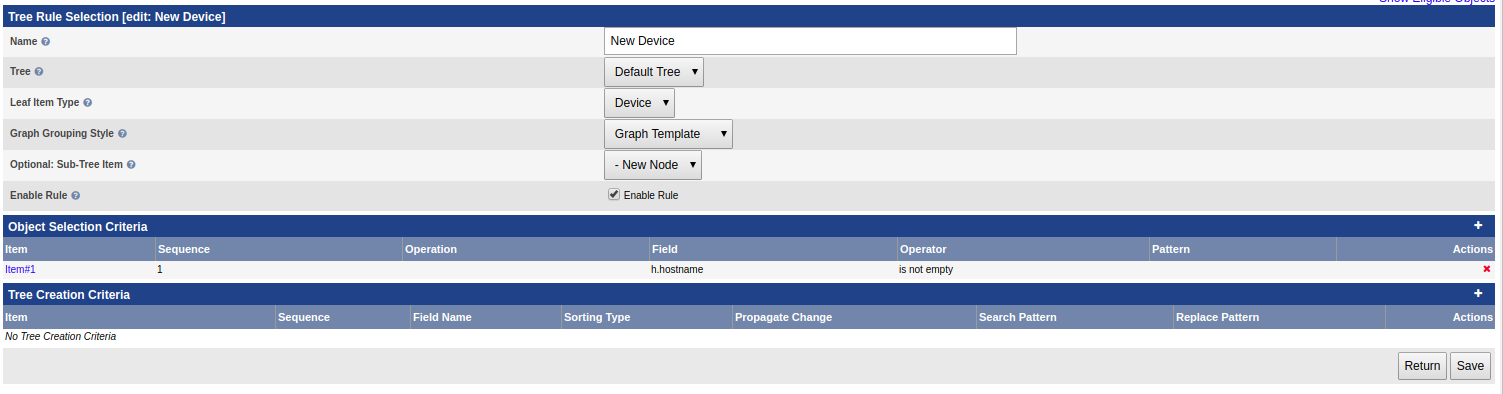 Show Eligible Objects
Tree Rule Selection [edit: New Device]
Name New Device
Tree Default Tree
Leaf Item Type Device
Graph Grouping Style Graph Template
Optional: Sub-Tree Item - New Node
Enable Rule Enable Rule
Object Selection Criteria
Item Sequence Operation Field Operator Pattern Actions
Item#1 1 h.hostname is not empty
Tree Creation Criteria
Item Sequence Field Name Sorting Type Propagate Change Search Pattern Replace Pattern Actions
No Tree Creation Criteria
Return Save